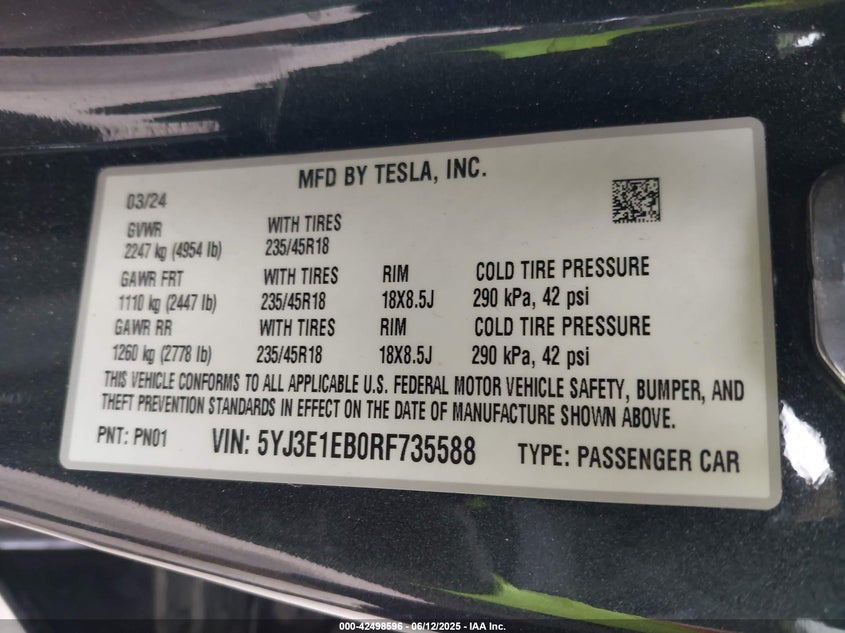 MFD BY TESLA, INC.
03/24
GVWR WITH TIRES
2247 kg (4954 lb) 235/45R18
GAWR FRT WITH TIRES RIM COLD TIRE PRESSURE
1110 kg (2447 lb) 235/45R18 18X8.5J 290 kPa, 42 psi
GAWR RR WITH TIRES RIM COLD TIRE PRESSURE
1260 kg (2778 lb) 235/45R18 18X8.5J 290 kPa, 42 psi
THIS VEHICLE CONFORMS TO ALL APPLICABLE U.S. FEDERAL MOTOR VEHICLE SAFETY, BUMPER, AND
THEFT PREVENTION STANDARDS IN EFFECT ON THE DATE OF MANUFACTURE SHOWN ABOVE.
PNT: PN01 VIN: 5YJ3E1EB0RF735588 TYPE: PASSENGER CAR
000-42498596 - 06/12/2025 - IAA Inc.